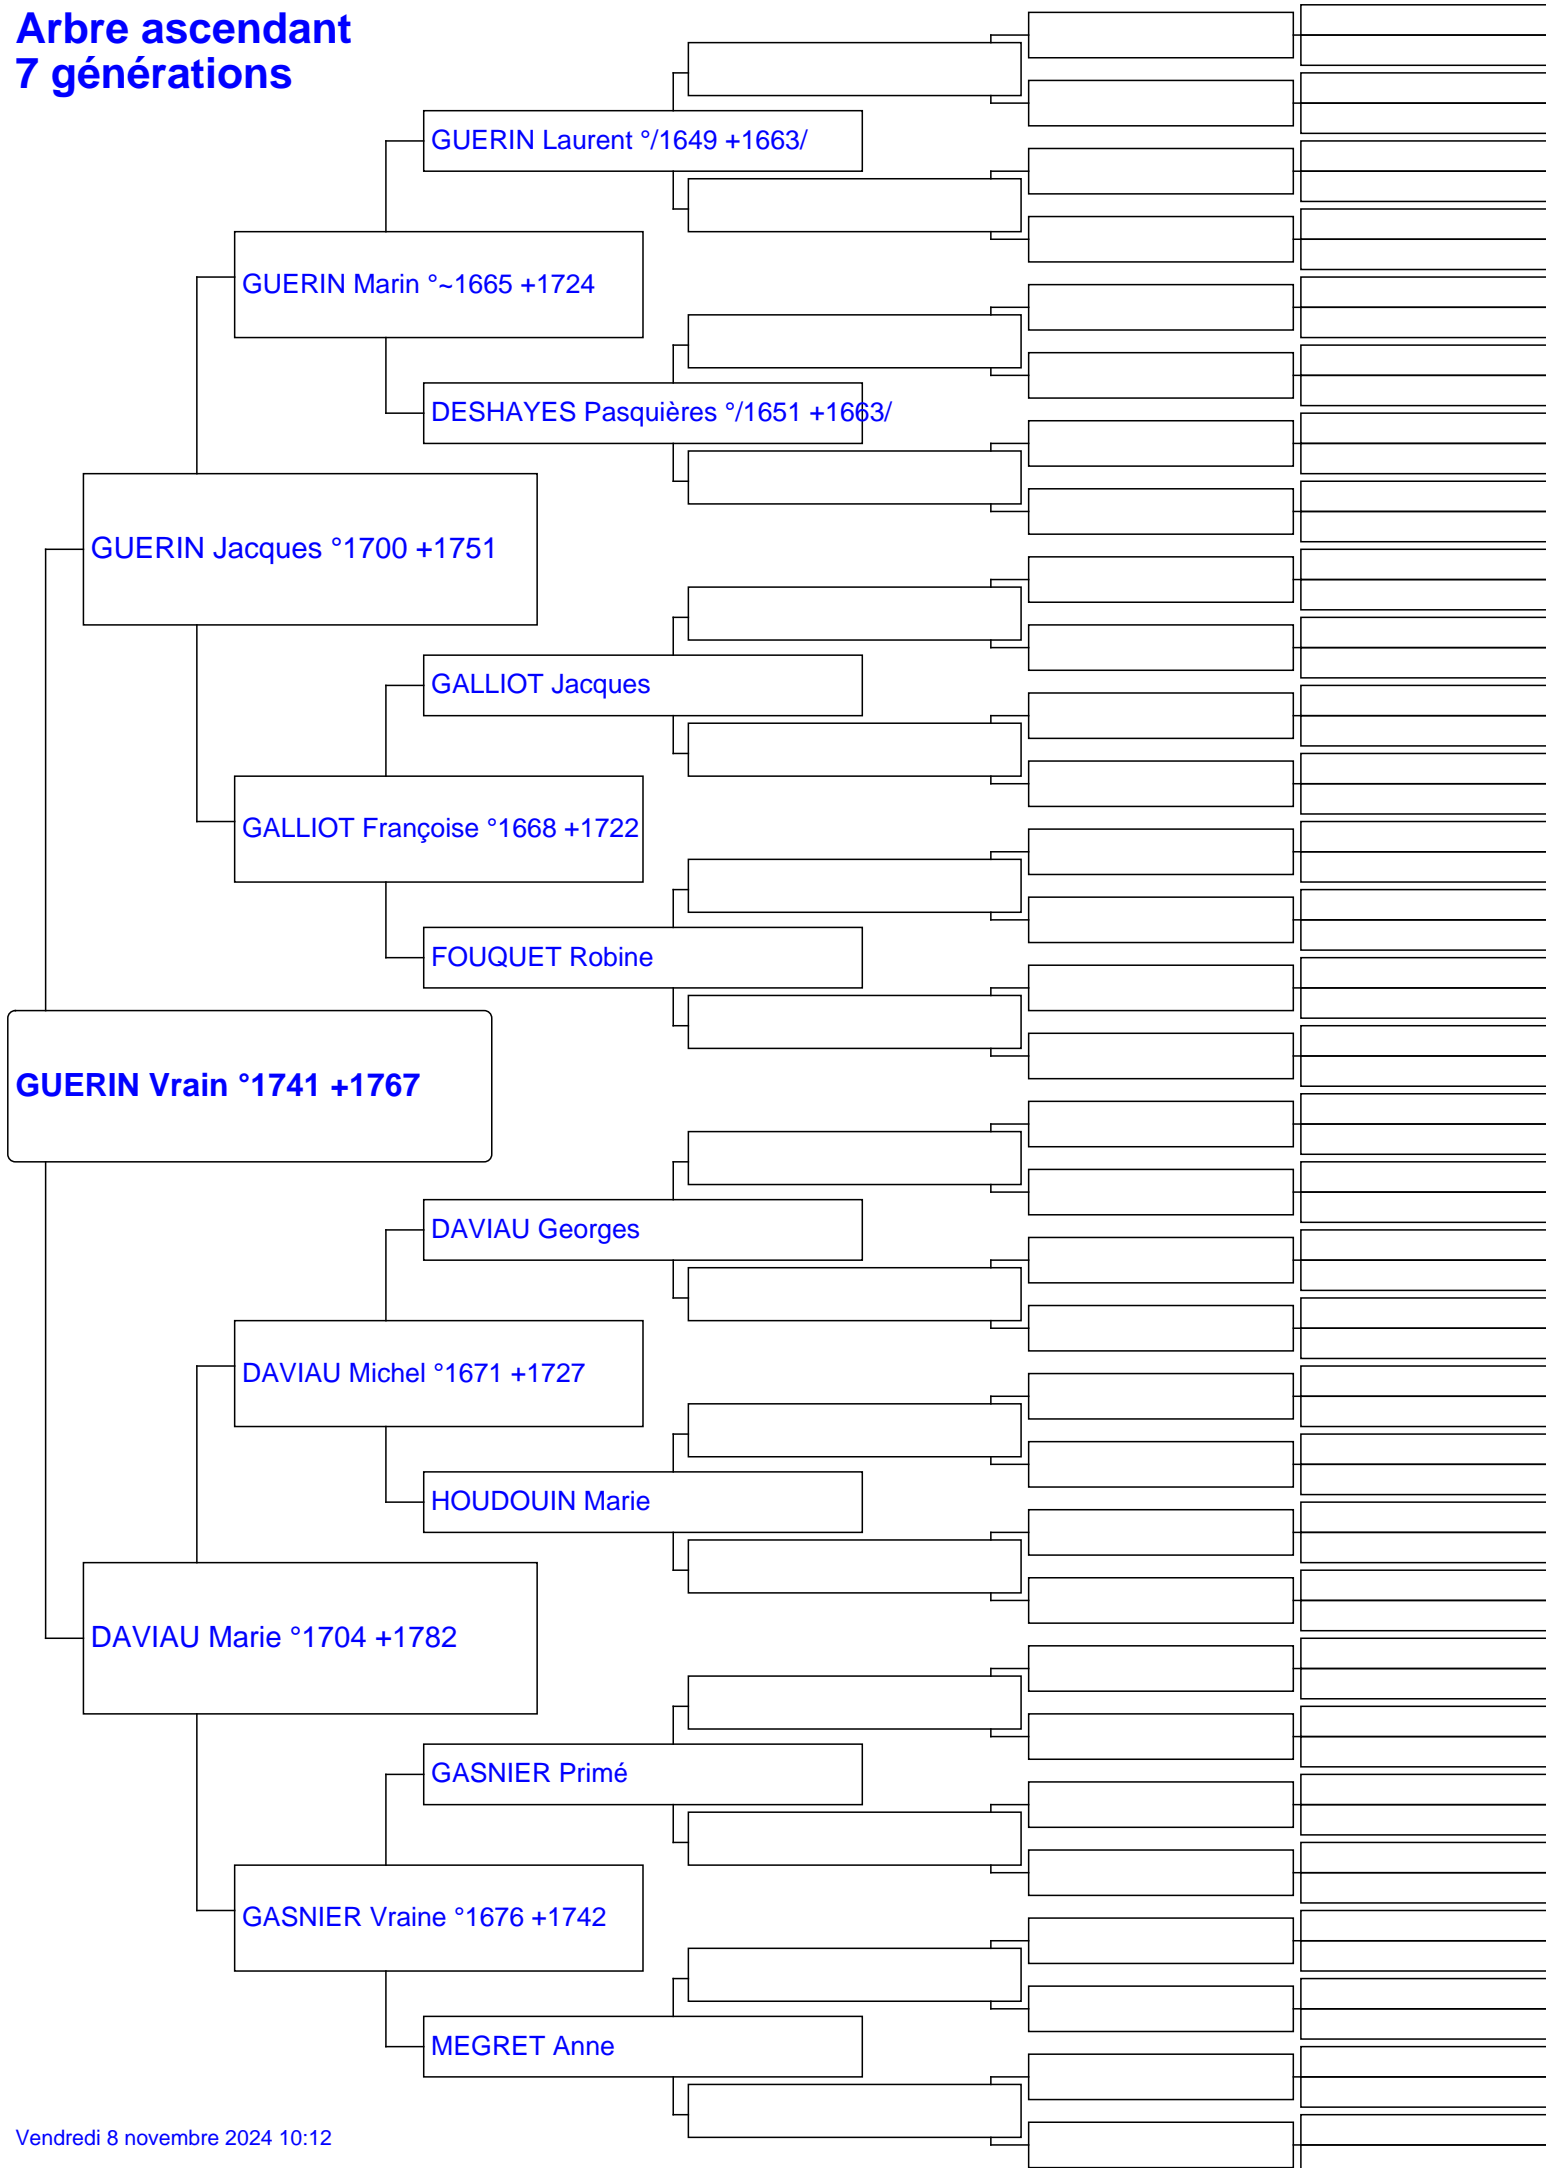 Arbre ascendant
7 générations
GUERIN Laurent °/1649 +1663/
GUERIN Marin °~1665 +1724
DESHAYES Pasquières °/1651 +1663/
GUERIN Jacques °1700 +1751
GALLIOT Jacques
GALLIOT Françoise °1668 +1722
FOUQUET Robine
GUERIN Vrain °1741 +1767
DAVIAU Georges
DAVIAU Michel °1671 +1727
HOUDOUIN Marie
DAVIAU Marie °1704 +1782
GASNIER Primé
GASNIER Vraine °1676 +1742
MEGRET Anne
Vendredi 8 novembre 2024 10:12